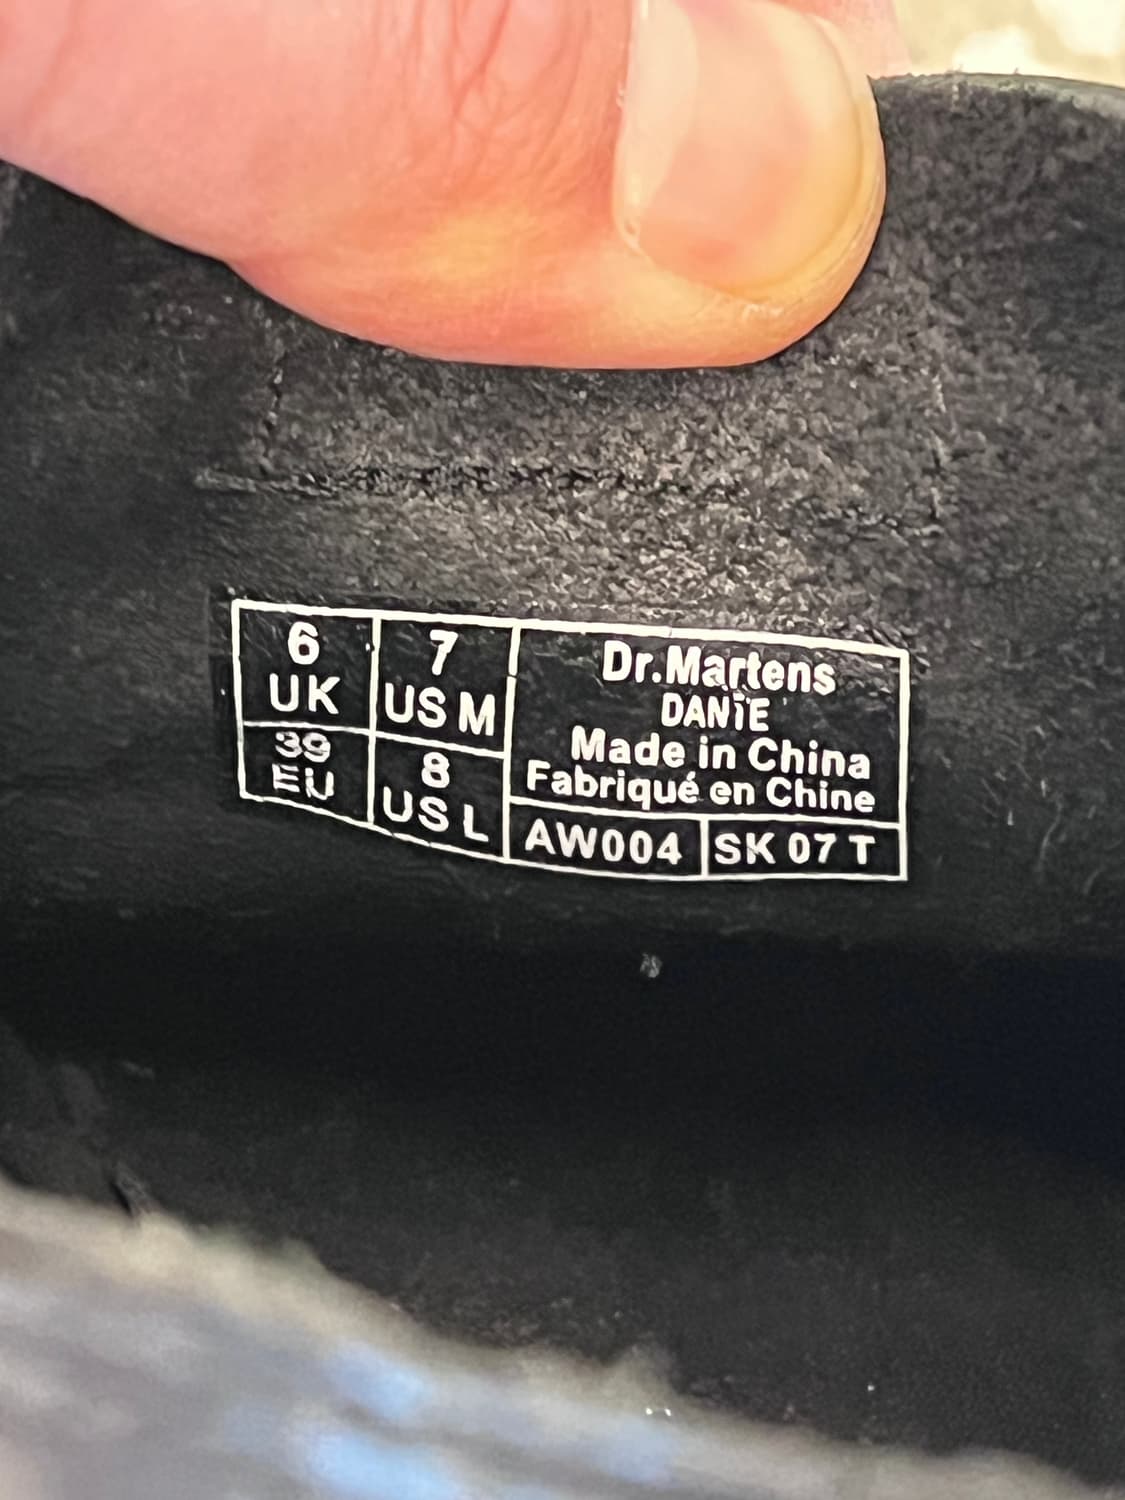 6
UK
7
US M
39
EU
8
US L
Dr.Martens
DANTE
Made in China
Fabriqué en Chine
AW004
SK 07 T